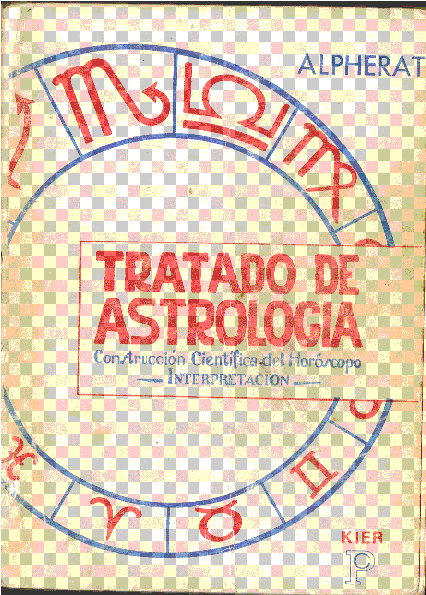 ALPHERAT
TRATADO DE
ASTROLOGIA
Construcción Científica del Horóscopo
INTERPRETACION
KIER